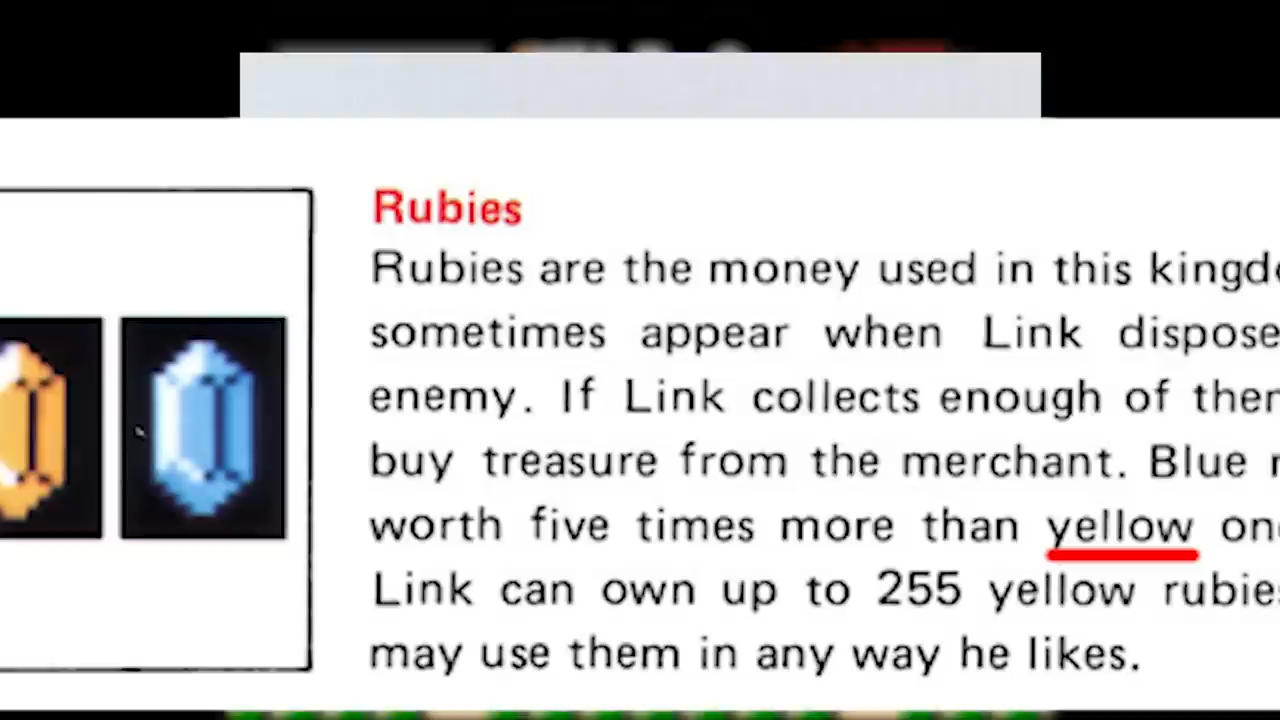 Rubies
Rubies are the money used in this kingd
sometimes appear when Link dispose
enemy. If Link collects enough of the
buy treasure from the merchant. Blue
worth five times more than yellow on
Link can own up to 255 yellow rubies
may use them in any way he likes.